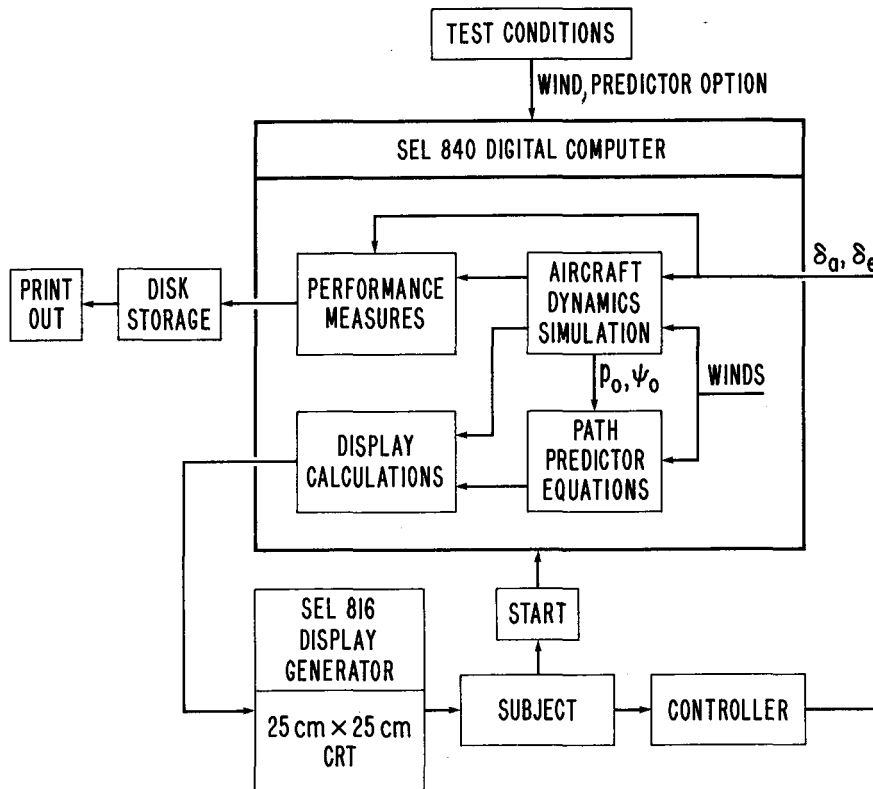 TEST CONDITIONS
WIND, PREDICTOR OPTION
SEL 840 DIGITAL COMPUTER
δa, δe
PRINT
OUT
DISK
STORAGE
PERFORMANCE
MEASURES
AIRCRAFT
DYNAMICS
SIMULATION
p₀, ψ₀
WINDS
DISPLAY
CALCULATIONS
PATH
PREDICTOR
EQUATIONS
START
SEL 816
DISPLAY
GENERATOR
25 cm × 25 cm
CRT
SUBJECT
CONTROLLER